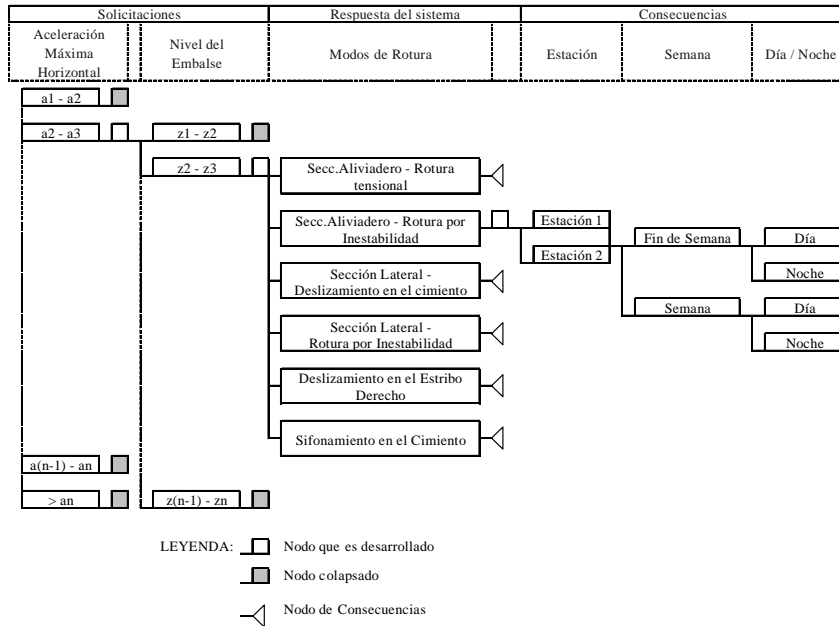 Solicitaciones
Respuesta del sistema
Consecuencias
Aceleración
Máxima
Horizontal
Nivel del
Embalse
Modos de Rotura
Estación
Semana
Día / Noche
a1 - a2
a2 - a3
z1 - z2
z2 - z3
Secc.Aliviadero - Rotura
tensional
Secc.Aliviadero - Rotura por
Inestabilidad
Estación 1
Estación 2
Fin de Semana
Día
Noche
Sección Lateral -
Deslizamiento en el cimiento
Semana
Día
Noche
Sección Lateral -
Rotura por Inestabilidad
Deslizamiento en el Estribo
Derecho
Sifonamiento en el Cimiento
a(n-1) - an
> an
z(n-1) - zn
LEYENDA:
Nodo que es desarrollado
Nodo colapsado
Nodo de Consecuencias